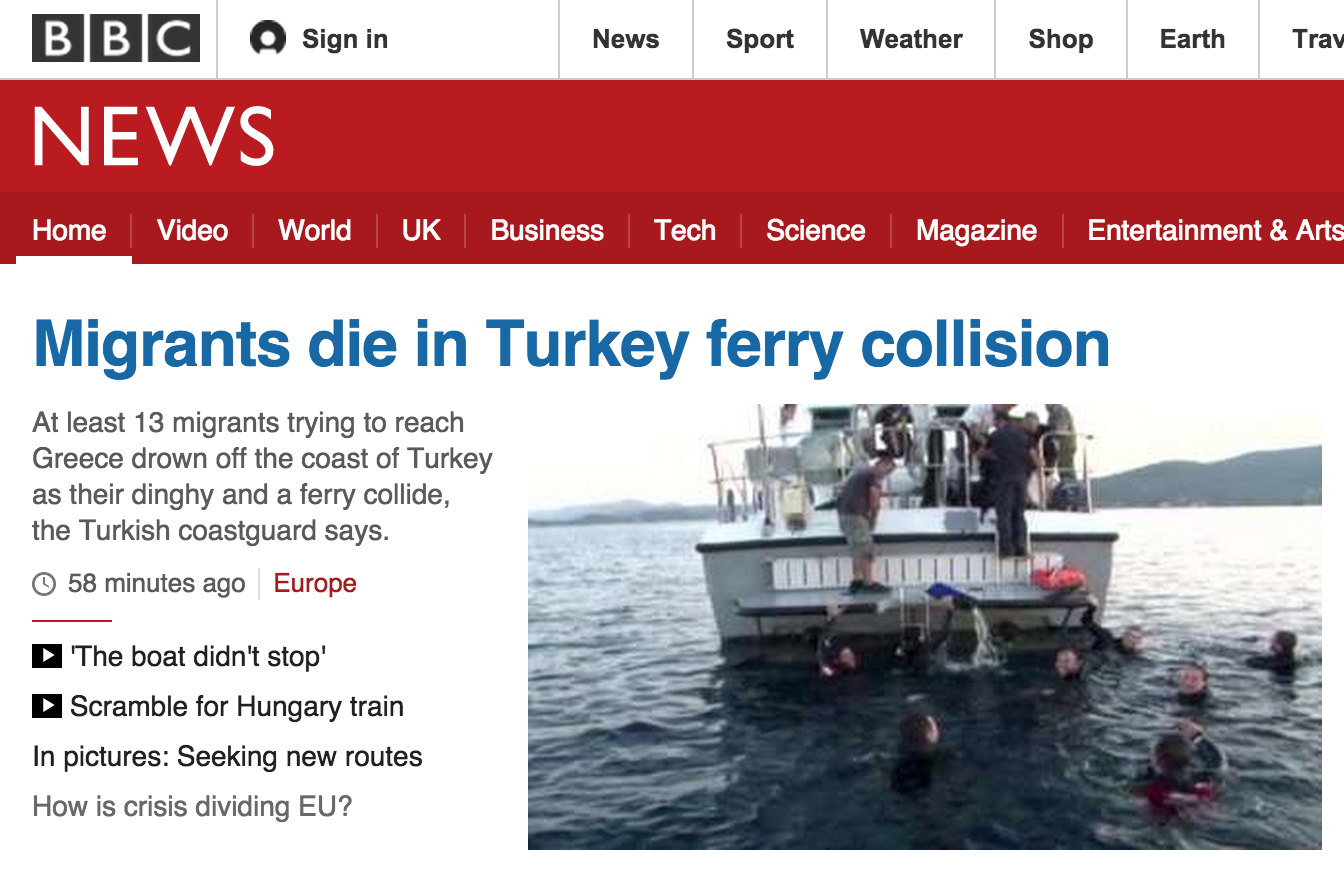 BBC Sign in News Sport Weather Shop Earth Trav
NEWS
Home Video World UK Business Tech Science Magazine Entertainment & Arts
Migrants die in Turkey ferry collision
At least 13 migrants trying to reach
Greece drown off the coast of Turkey
as their dinghy and a ferry collide,
the Turkish coastguard says.
58 minutes ago Europe
'The boat didn't stop'
Scramble for Hungary train
In pictures: Seeking new routes
How is crisis dividing EU?